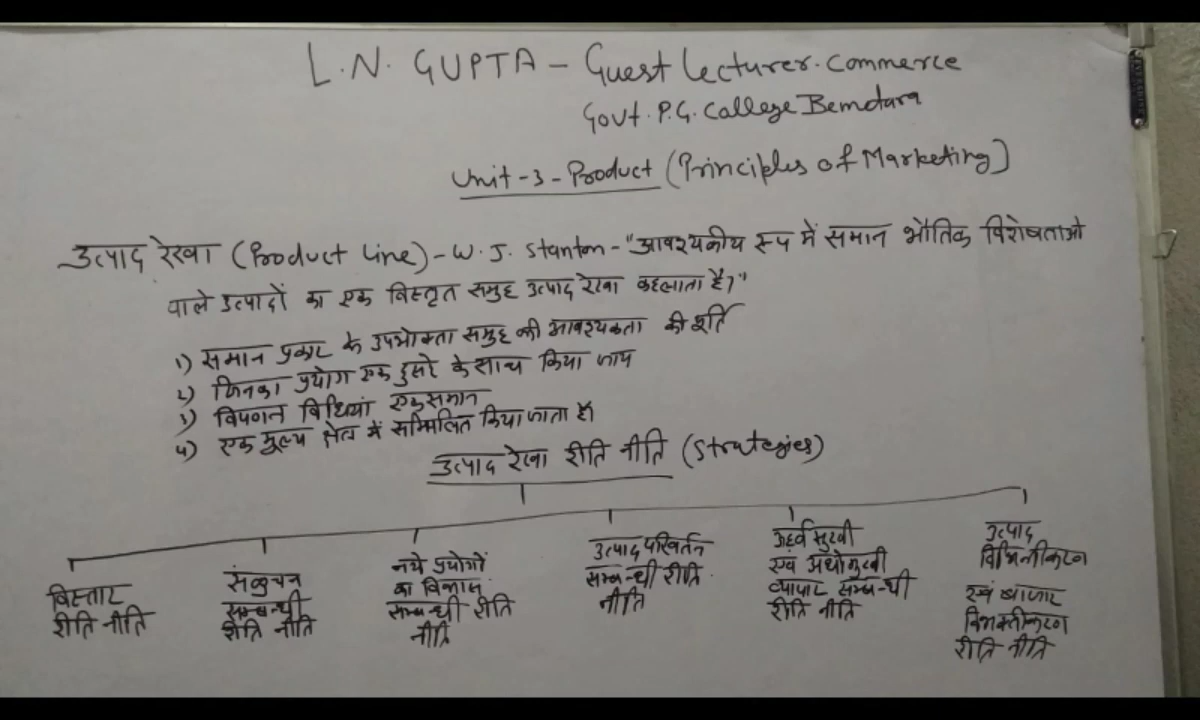 L.N. GUPTA - Guest Lecturer. Commerce
Govt. P.G. College Bemetara
Unit-3-Product (Principles of Marketing)
उत्पाद रेखा (Product Line) - W. J. Stanton - "आवश्यकीय रूप में समान भौतिक विशेषताओ
वाले उत्पादों का एक विस्तृत समुह उत्पाद रेखा कहलाता है।"
1) समान प्रकार के उपभोक्ता समुह की आवश्यकता की पूर्ति
2) जिनका प्रयोग एक दुसरे के साथ किया जाय
3) विपणन विधियां एकसमान
4) एक मूल्य क्षेत्र में सम्मिलित किया जाता है।
उत्पाद रेखा रीति नीति (Strategies)
विस्तार
रीति नीति
संकुचन
सम्बन्धी
रीति नीति
नये प्रयोगों
का विकास
सम्बन्धी रीति
नीति
उत्पाद परिवर्तन
सम्बन्धी रीति
नीति
उर्ध्व मुखी
एवं अधोमुखी
व्यापार सम्बन्धी
रीति नीति
उत्पाद
विभिन्नीकरण
एवं बाजार
विभक्तीकरण
रीति नीति